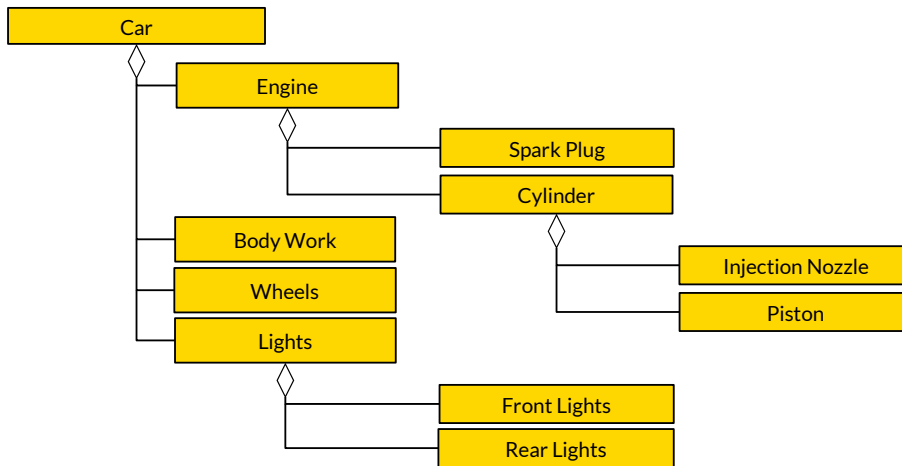 Car
Engine
Spark Plug
Cylinder
Body Work
Injection Nozzle
Wheels
Piston
Lights
Front Lights
Rear Lights